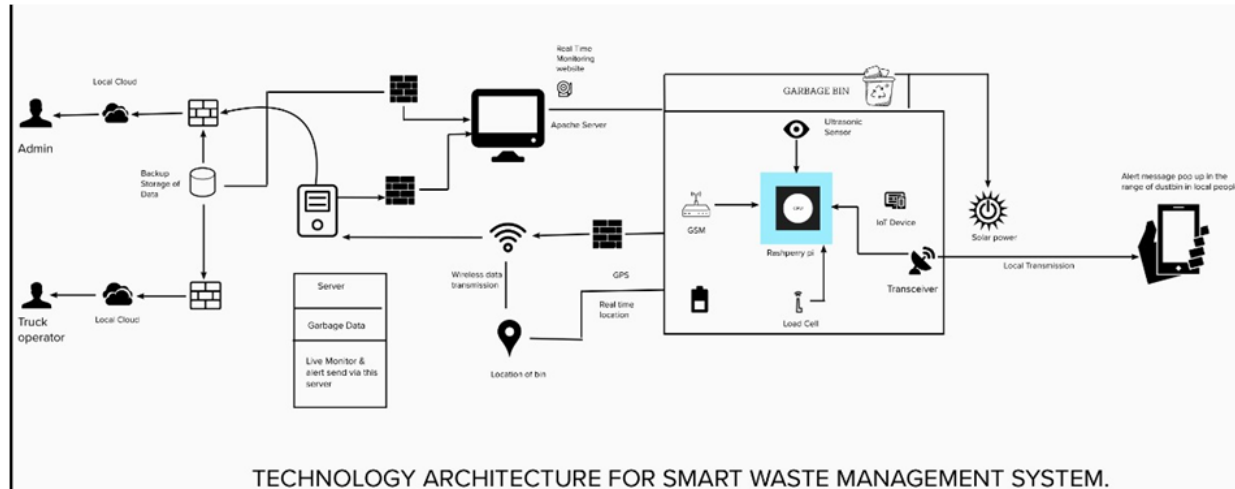 Real Time
Monitoring
website
Local Cloud
GARBAGE BIN
Admin
Apache Server
Ultrasonic
Sensor
Backup
Storage of
Data
Alert message pop up in the
range of dustbin in local peopl
CPU
GSM
IoT Device
Solar power
Rashperry pi
Wireless data
transmission
GPS
Local Transmission
Server
Real time
location
Transceiver
Truck
operator
Local Cloud
Garbage Data
Load Cell
Live Monitor &
alert send via this
server
Location of bin
TECHNOLOGY ARCHITECTURE FOR SMART WASTE MANAGEMENT SYSTEM.